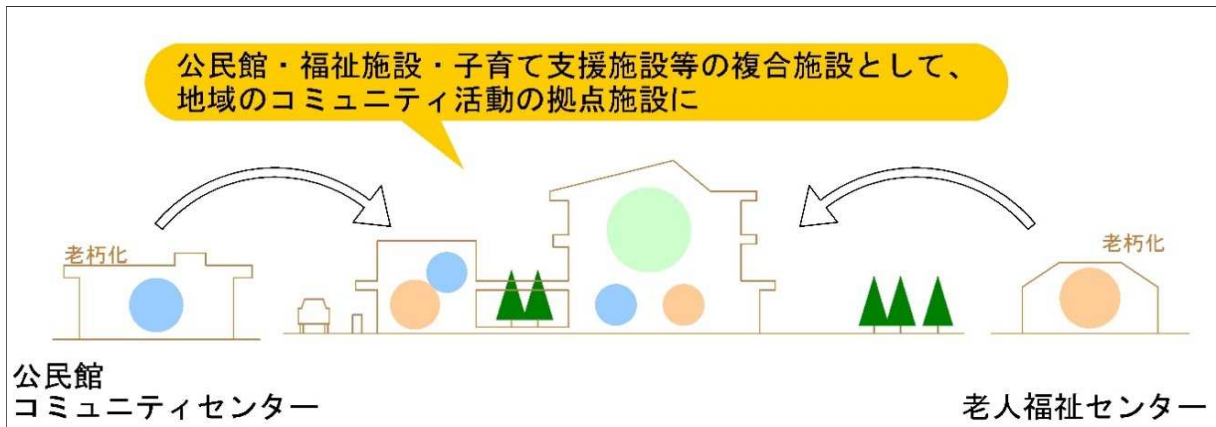 公民館・福祉施設・子育て支援施設等の複合施設として、
地域のコミュニティ活動の拠点施設に
老朽化
老朽化
公民館
コミュニティセンター
老人福祉センター